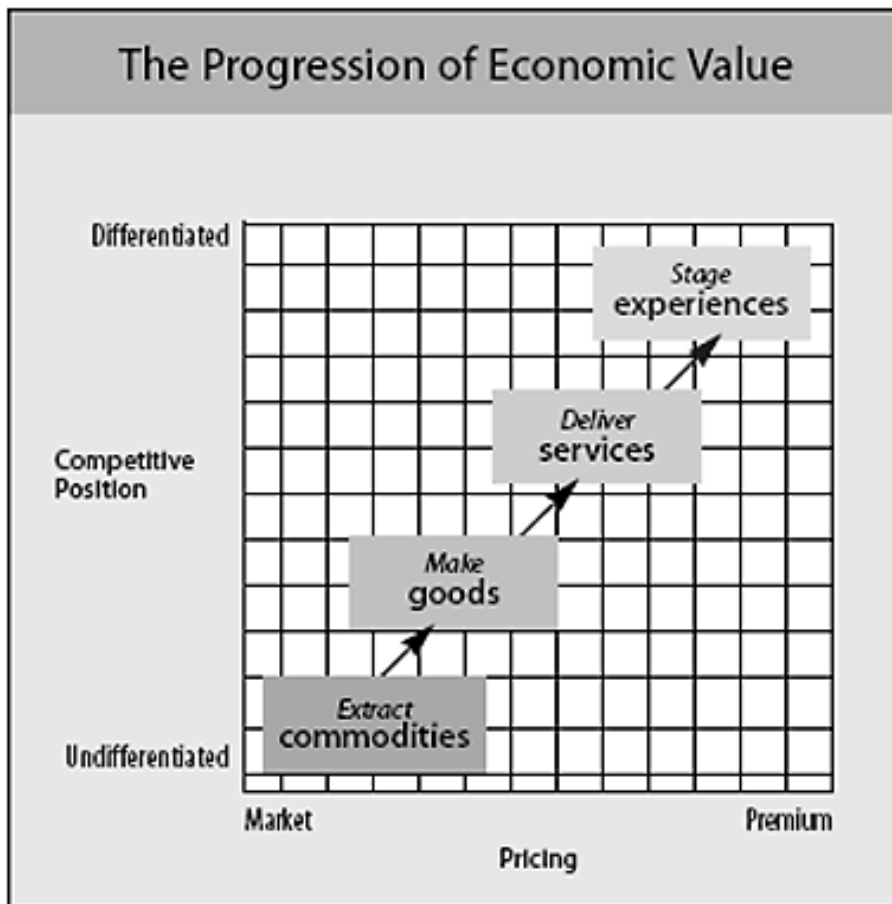 The Progression of Economic Value
Differentiated
Stage
experiences
Deliver
services
Competitive
Position
Make
goods
Extract
commodities
Undifferentiated
Market
Premium
Pricing